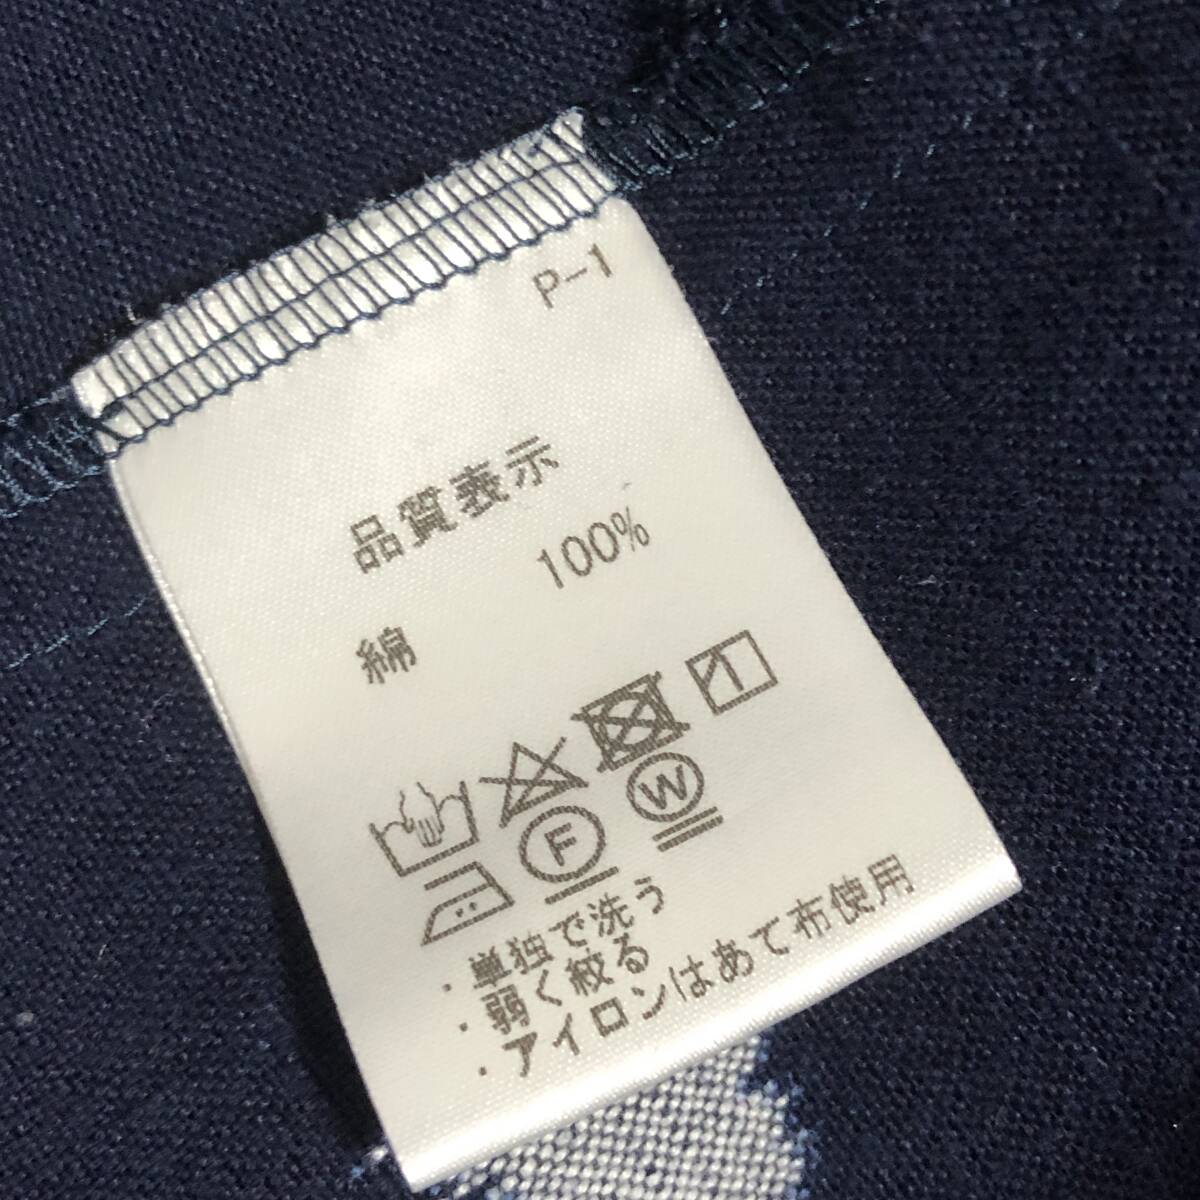 P-1
品質表示
綿 100%
F W
・単独で洗う
・弱く絞る
・アイロンはあて布使用